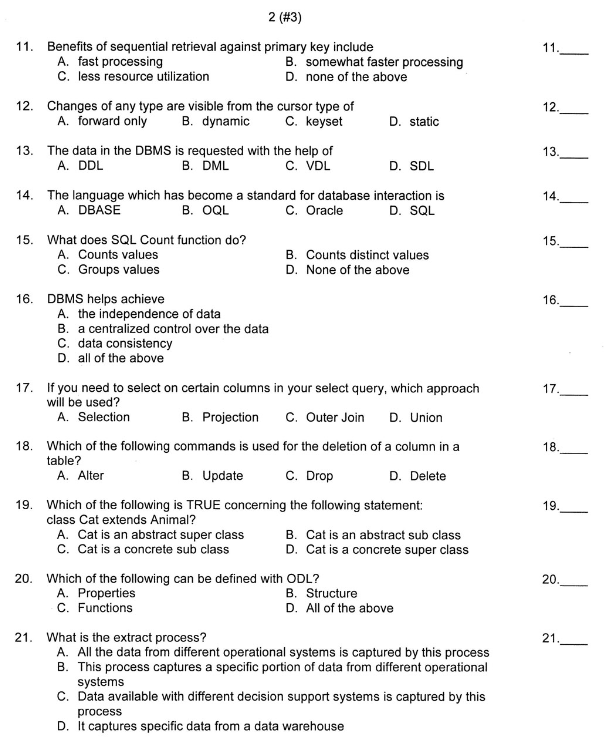 2 (#3)
11. Benefits of sequential retrieval against primary key include 11.____
A. fast processing B. somewhat faster processing
C. less resource utilization D. none of the above
12. Changes of any type are visible from the cursor type of 12.____
A. forward only B. dynamic C. keyset D. static
13. The data in the DBMS is requested with the help of 13.____
A. DDL B. DML C. VDL D. SDL
14. The language which has become a standard for database interaction is 14.____
A. DBASE B. OQL C. Oracle D. SQL
15. What does SQL Count function do? 15.____
A. Counts values B. Counts distinct values
C. Groups values D. None of the above
16. DBMS helps achieve 16.____
A. the independence of data
B. a centralized control over the data
C. data consistency
D. all of the above
17. If you need to select on certain columns in your select query, which approach 17.____
will be used?
A. Selection B. Projection C. Outer Join D. Union
18. Which of the following commands is used for the deletion of a column in a 18.____
table?
A. Alter B. Update C. Drop D. Delete
19. Which of the following is TRUE concerning the following statement: 19.____
class Cat extends Animal?
A. Cat is an abstract super class B. Cat is an abstract sub class
C. Cat is a concrete sub class D. Cat is a concrete super class
20. Which of the following can be defined with ODL? 20.____
A. Properties B. Structure
C. Functions D. All of the above
21. What is the extract process? 21.____
A. All the data from different operational systems is captured by this process
B. This process captures a specific portion of data from different operational
systems
C. Data available with different decision support systems is captured by this
process
D. It captures specific data from a data warehouse